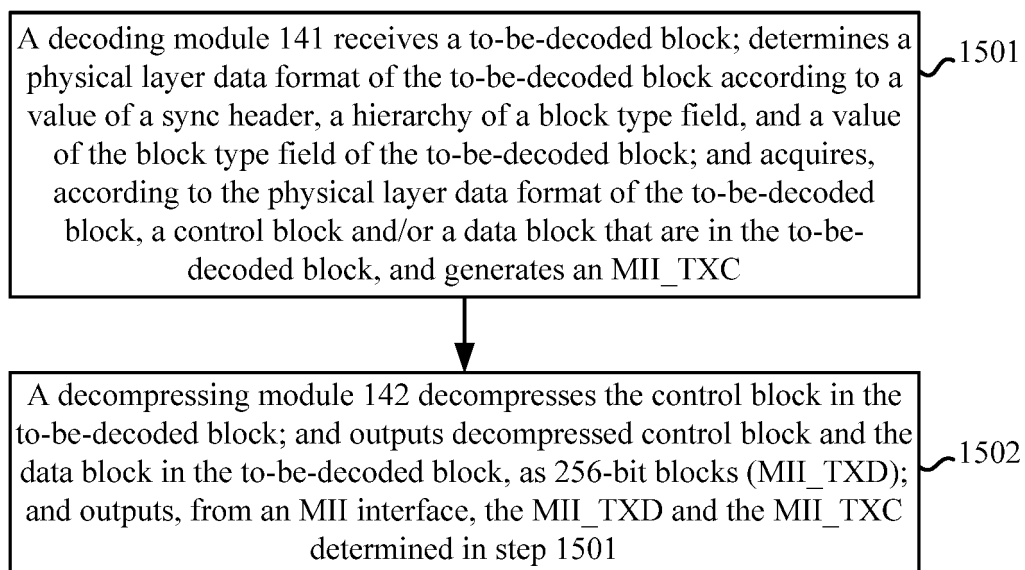 A decoding module 141 receives a to-be-decoded block; determines a
physical layer data format of the to-be-decoded block according to a
value of a sync header, a hierarchy of a block type field, and a value
of the block type field of the to-be-decoded block; and acquires,
according to the physical layer data format of the to-be-decoded
block, a control block and/or a data block that are in the to-be-
decoded block, and generates an MII_TXC
1501
A decompressing module 142 decompresses the control block in the
to-be-decoded block; and outputs decompressed control block and the
data block in the to-be-decoded block, as 256-bit blocks (MII_TXD);
and outputs, from an MII interface, the MII_TXD and the MII_TXC
determined in step 1501
1502